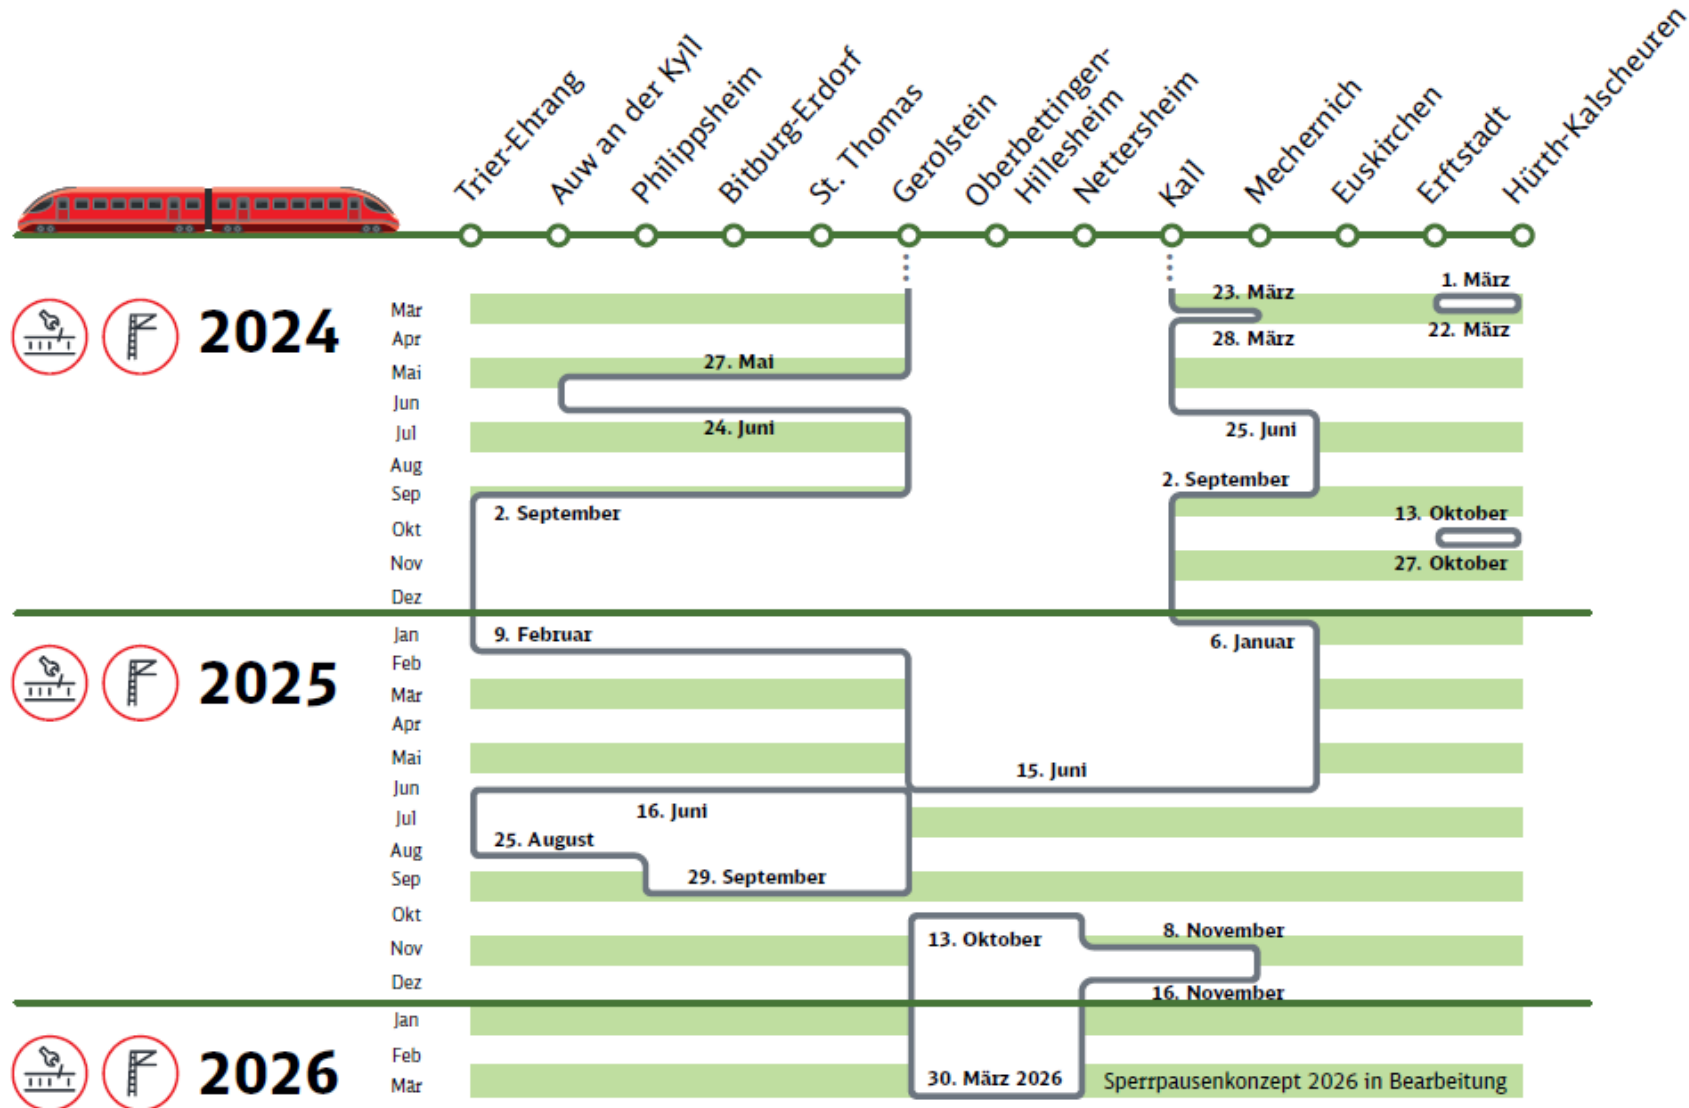 Trier-Ehrang
Auw an der Kyll
Philippsheim
Bitburg-Erdorf
St. Thomas
Gerolstein
Oberbettingen-
Hillesheim
Nettersheim
Kall
Mechernich
Euskirchen
Erftstadt
Hürth-Kalscheuren
2024
Mär
Apr
Mai
Jun
Jul
Aug
Sep
Okt
Nov
Dez
23. März
28. März
1. März
22. März
27. Mai
24. Juni
25. Juni
2. September
2. September
13. Oktober
27. Oktober
2025
Jan
Feb
Mär
Apr
Mai
Jun
Jul
Aug
Sep
Okt
Nov
Dez
9. Februar
6. Januar
15. Juni
16. Juni
25. August
29. September
13. Oktober
8. November
16. November
2026
Jan
Feb
Mär
30. März 2026
Sperrpausenkonzept 2026 in Bearbeitung